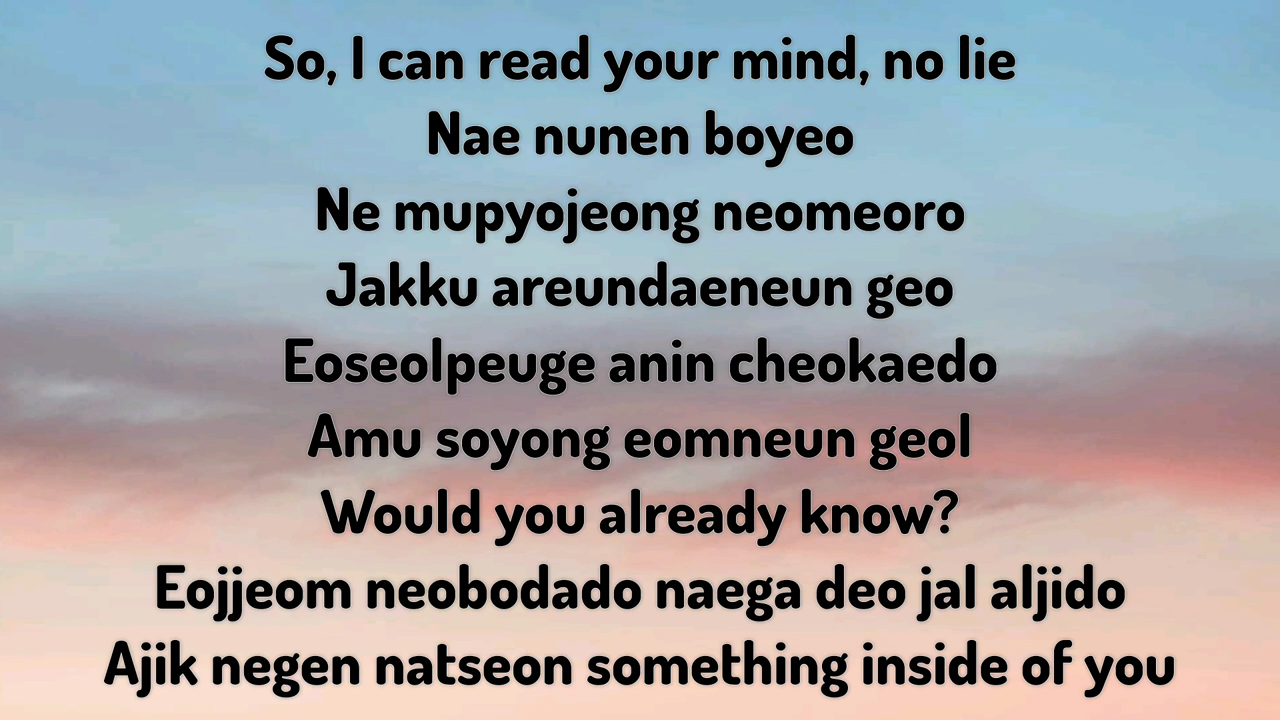 So, I can read your mind, no lie
Nae nunen boyeo
Ne mupyojeong neomeoro
Jakku areundaeneun geo
Eoseolpeuge anin cheokaedo
Amu soyong eomneun geol
Would you already know?
Eojjeom neobodado naega deo jal aljido
Ajik negen natseon something inside of you